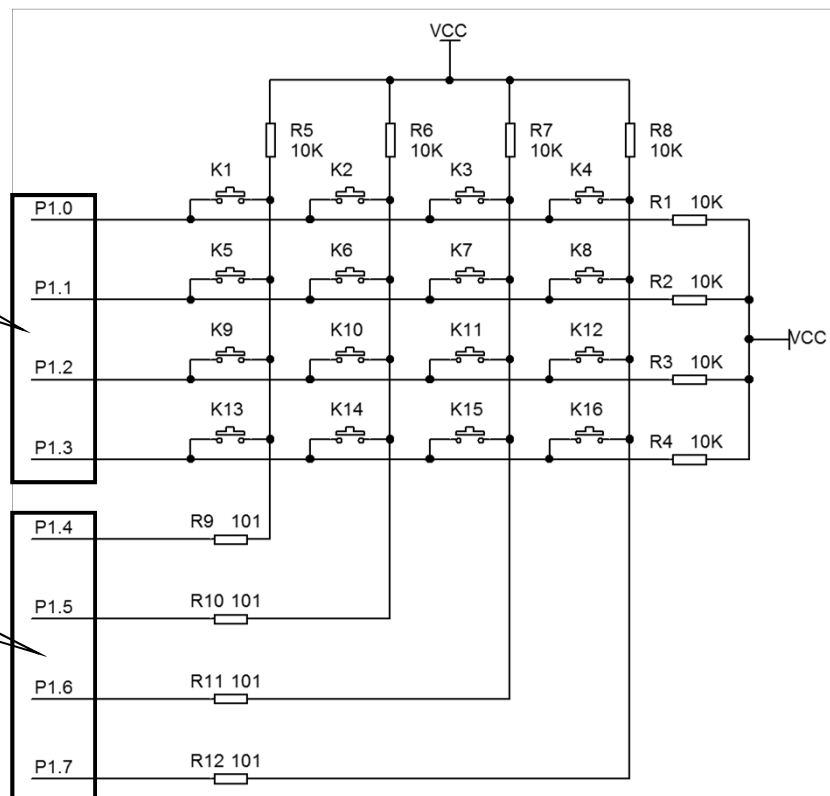 VCC
R5 R6 R7 R8
10K 10K 10K 10K
K1 K2 K3 K4
P1.0 R1 10K
K5 K6 K7 K8
P1.1 R2 10K
VCC
K9 K10 K11 K12
P1.2 R3 10K
K13 K14 K15 K16
P1.3 R4 10K
P1.4 R9 101
P1.5 R10 101
P1.6 R11 101
P1.7 R12 101